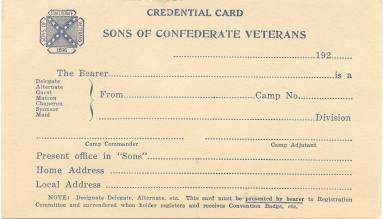 CREDENTIAL CARD
SONS OF CONFEDERATE VETERANS
SONS OF
VETERANS
1896
192
The Bearer is a
Delegate
Alternate
Guest
Matron
Chaperon
Sponsor
Maid
From Camp No.
Division
Camp Commander Camp Adjutant
Present office in "Sons"
Home Address
Local Address
NOTE: Designate Delegate, Alternate, etc. This card must be presented by bearer to Registration
Committee and surrendered when holder registers and receives Convention Badge, etc.